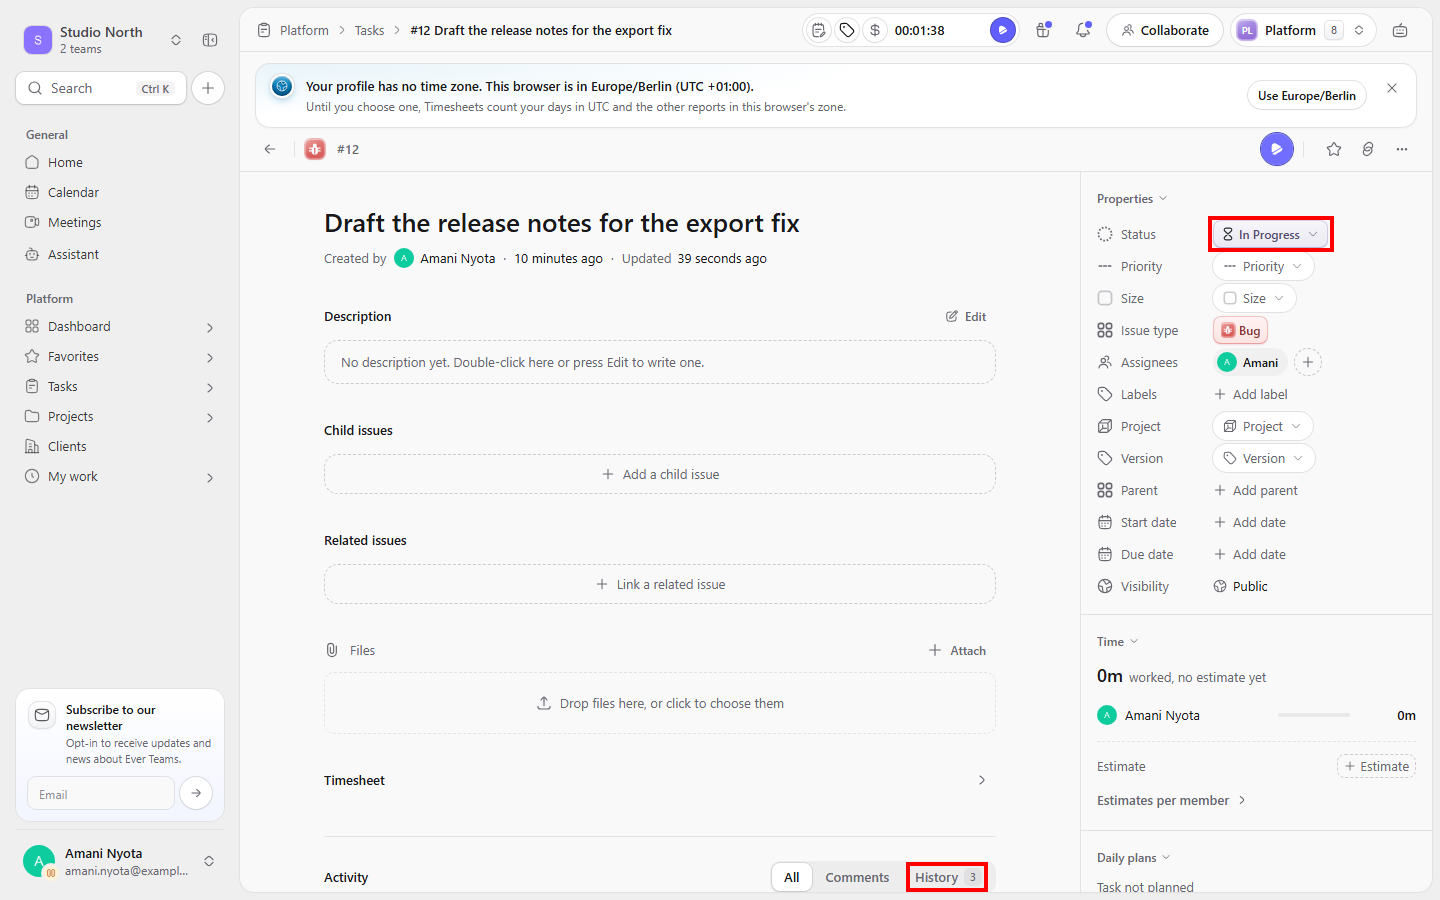 S
Studio North
2 teams
Search
Ctrl K
General
Home
Calendar
Meetings
Assistant
Platform
Dashboard
Favorites
Tasks
Projects
Clients
My work
Subscribe to our
newsletter
Opt-in to receive updates and
news about Ever Teams.
Email
A
Amani Nyota
amani.nyota@exampl...
Platform
Tasks
#12 Draft the release notes for the export fix
$
00:01:38
Collaborate
PL
Platform
8
Your profile has no time zone. This browser is in Europe/Berlin (UTC +01:00).
Until you choose one, Timesheets count your days in UTC and the other reports in this browser's zone.
Use Europe/Berlin
#12
Draft the release notes for the export fix
Created by A Amani Nyota · 10 minutes ago · Updated 39 seconds ago
Description
Edit
No description yet. Double-click here or press Edit to write one.
Child issues
Add a child issue
Related issues
Link a related issue
Files
Attach
Drop files here, or click to choose them
Timesheet
Activity
All
Comments
History 3
Properties
Status
In Progress
Priority
Priority
Size
Size
Issue type
Bug
Assignees
A Amani
Labels
Add label
Project
Project
Version
Version
Parent
Add parent
Start date
Add date
Due date
Add date
Visibility
Public
Time
0m worked, no estimate yet
A Amani Nyota
0m
Estimate
Estimate
Estimates per member
Daily plans
Task not planned